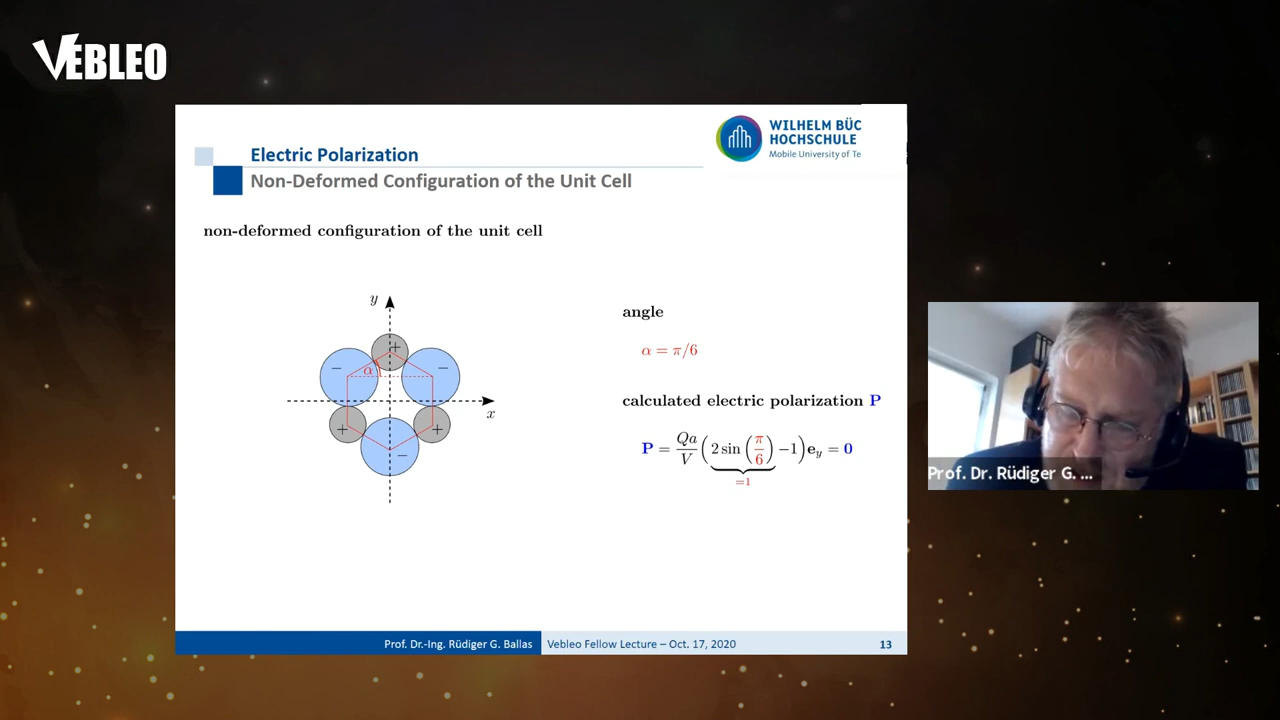 VEBLEO
WILHELM BÜC
HOCHSCHULE
Mobile University of Te
Electric Polarization
Non-Deformed Configuration of the Unit Cell
non-deformed configuration of the unit cell
y
+
−
−
α
x
+
+
−
angle
α = π/6
calculated electric polarization P
P = Qa/V (2 sin (π/6) −1) e_y = 0
=1
Prof. Dr. Rüdiger G. ...
Prof. Dr.-Ing. Rüdiger G. Ballas
Vebleo Fellow Lecture – Oct. 17, 2020
13